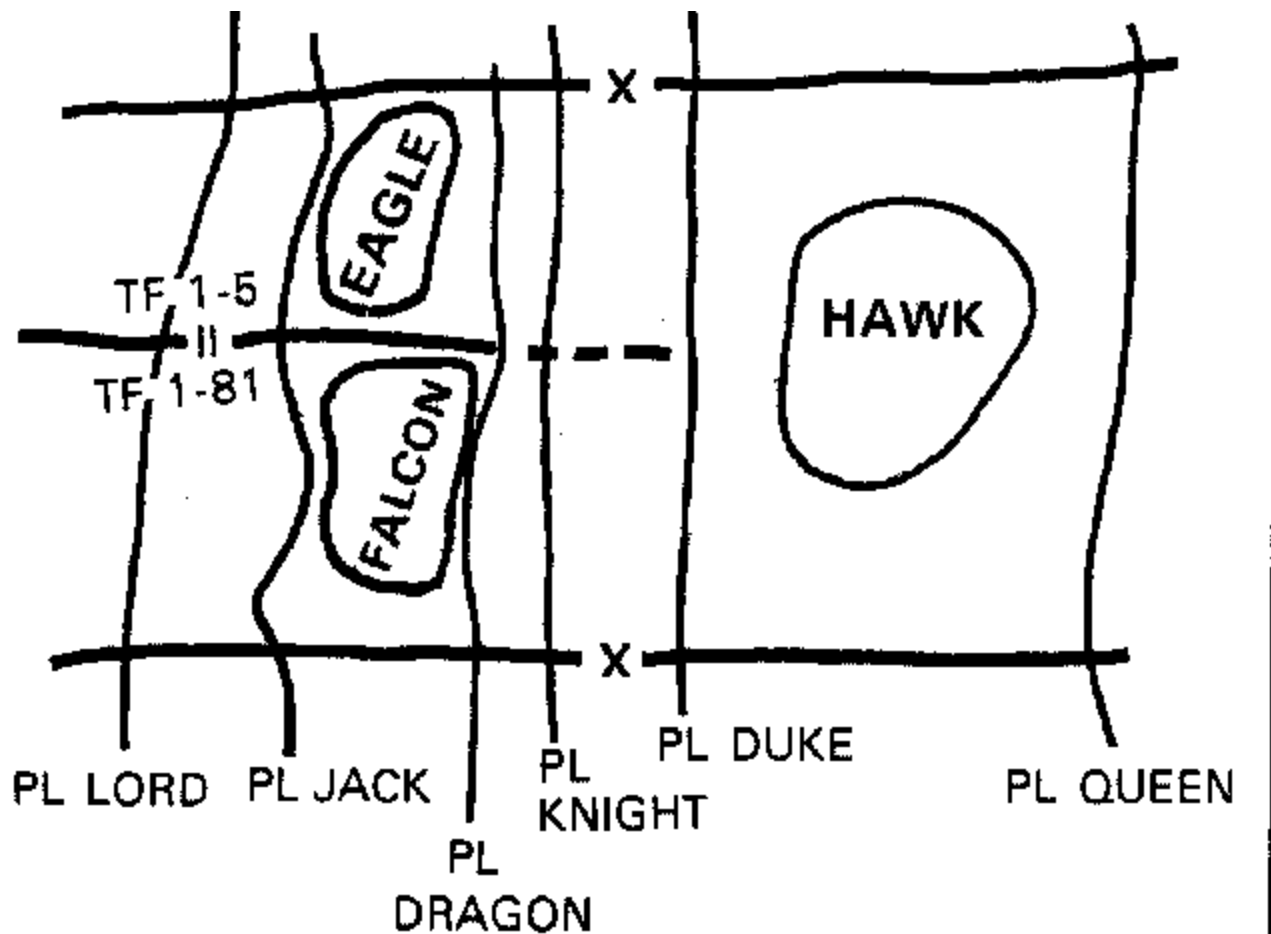 X
EAGLE
TF 1-5
HAWK
II
TF 1-81
FALCON
X
PL LORD
PL JACK
PL
DRAGON
PL
KNIGHT
PL DUKE
PL QUEEN